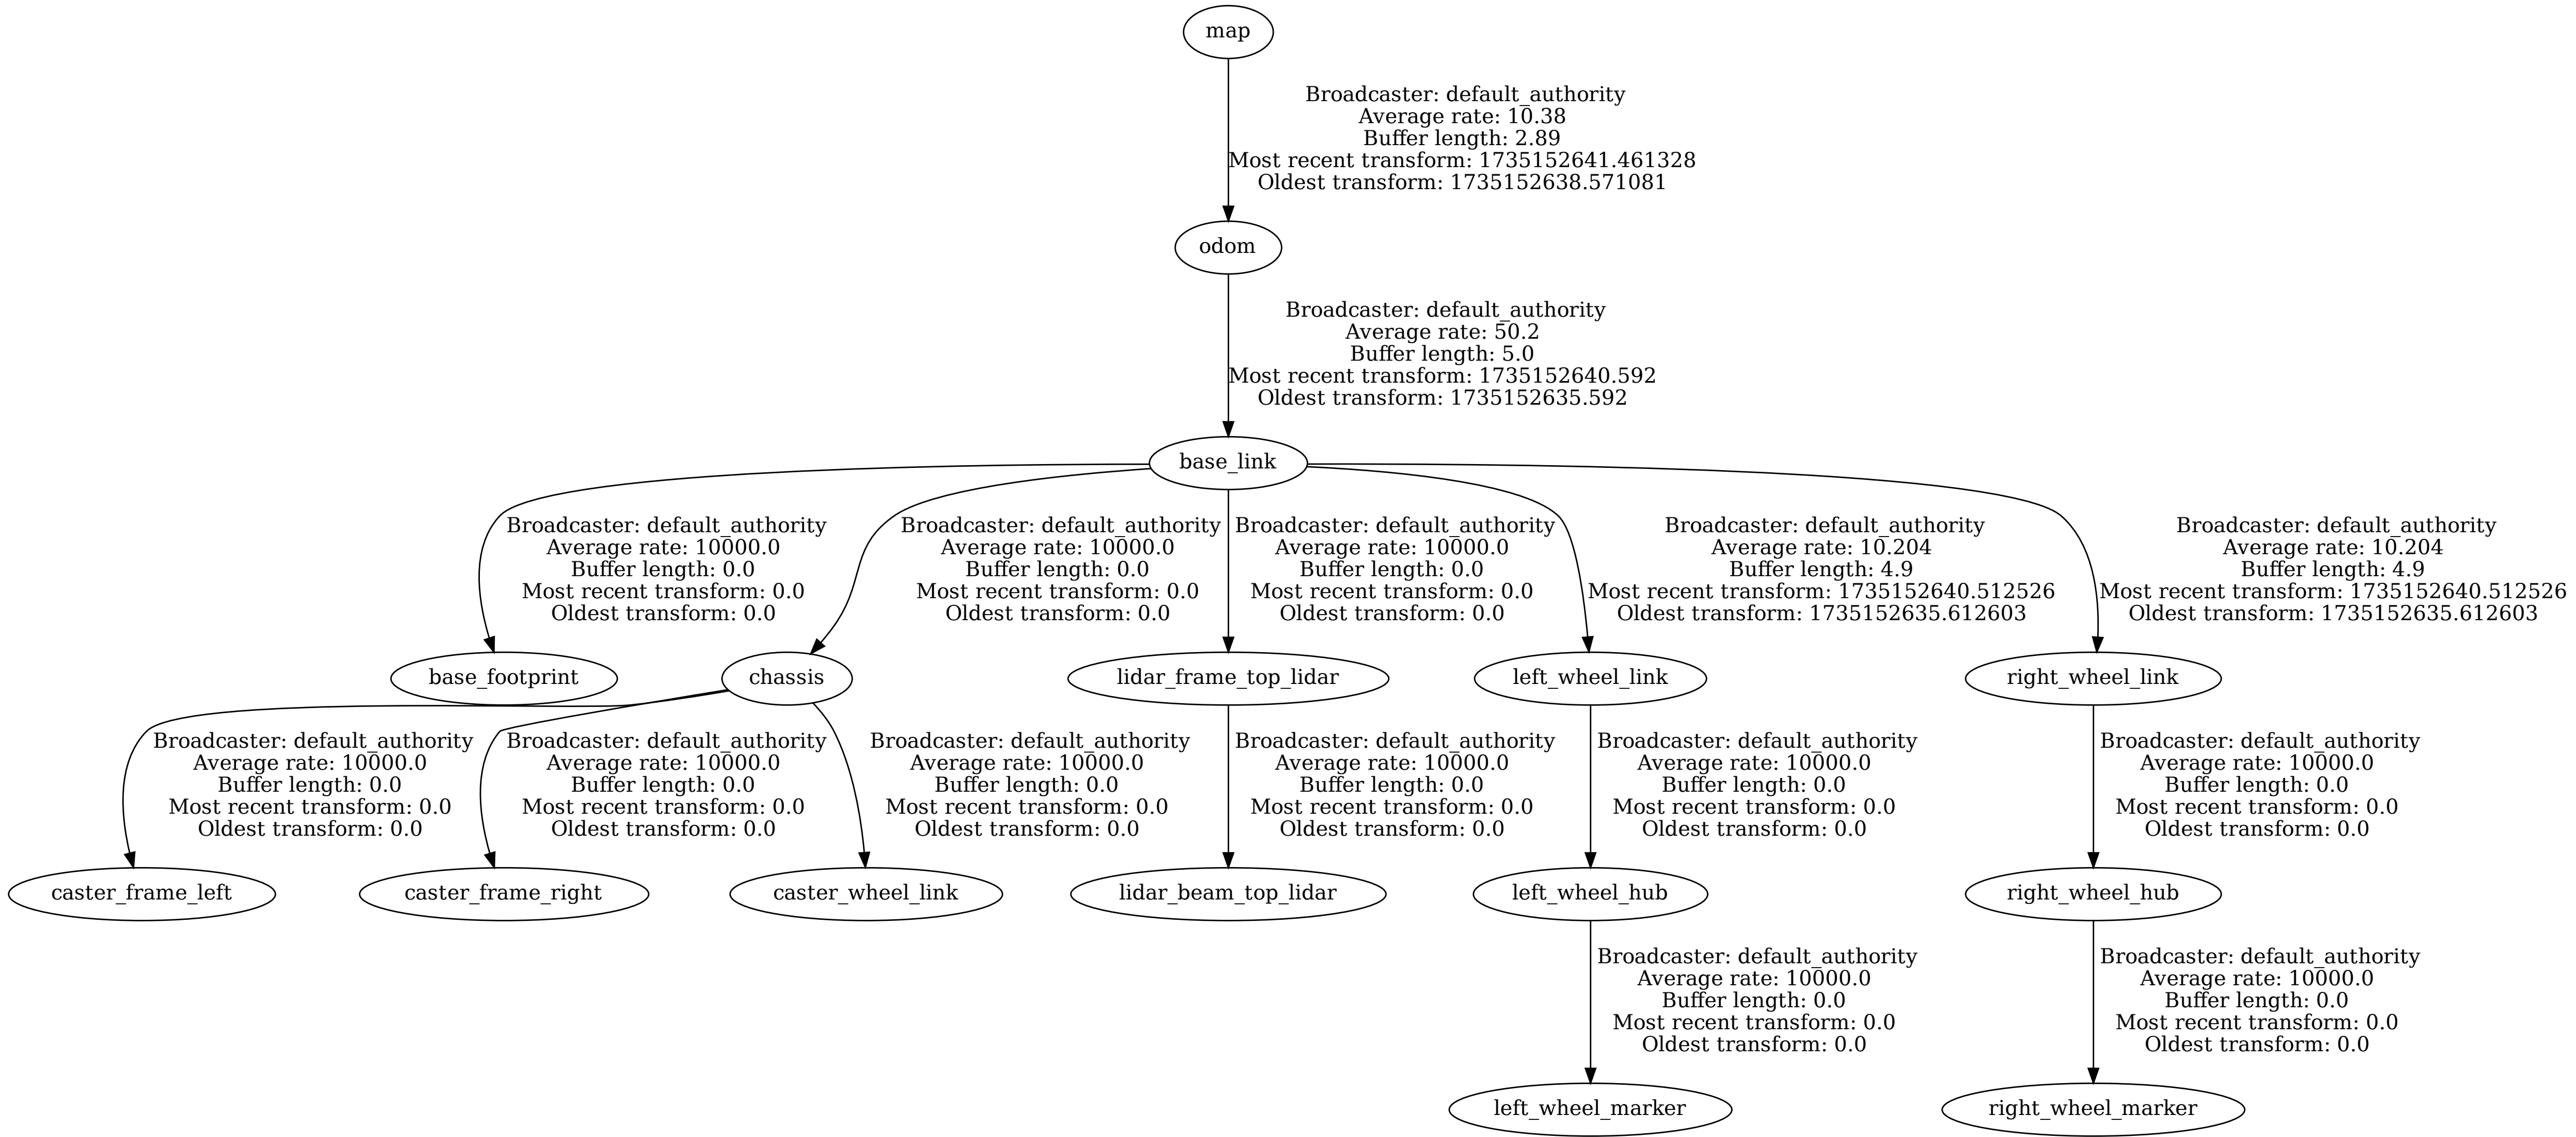 map
Broadcaster: default_authority
Average rate: 10.38
Buffer length: 2.89
Most recent transform: 1735152641.461328
Oldest transform: 1735152638.571081
odom
Broadcaster: default_authority
Average rate: 50.2
Buffer length: 5.0
Most recent transform: 1735152640.592
Oldest transform: 1735152635.592
base_link
Broadcaster: default_authority
Average rate: 10000.0
Buffer length: 0.0
Most recent transform: 0.0
Oldest transform: 0.0
Broadcaster: default_authority
Average rate: 10000.0
Buffer length: 0.0
Most recent transform: 0.0
Oldest transform: 0.0
Broadcaster: default_authority
Average rate: 10000.0
Buffer length: 0.0
Most recent transform: 0.0
Oldest transform: 0.0
Broadcaster: default_authority
Average rate: 10.204
Buffer length: 4.9
Most recent transform: 1735152640.512526
Oldest transform: 1735152635.612603
Broadcaster: default_authority
Average rate: 10.204
Buffer length: 4.9
Most recent transform: 1735152640.512526
Oldest transform: 1735152635.612603
base_footprint
chassis
lidar_frame_top_lidar
left_wheel_link
right_wheel_link
Broadcaster: default_authority
Average rate: 10000.0
Buffer length: 0.0
Most recent transform: 0.0
Oldest transform: 0.0
Broadcaster: default_authority
Average rate: 10000.0
Buffer length: 0.0
Most recent transform: 0.0
Oldest transform: 0.0
Broadcaster: default_authority
Average rate: 10000.0
Buffer length: 0.0
Most recent transform: 0.0
Oldest transform: 0.0
Broadcaster: default_authority
Average rate: 10000.0
Buffer length: 0.0
Most recent transform: 0.0
Oldest transform: 0.0
Broadcaster: default_authority
Average rate: 10000.0
Buffer length: 0.0
Most recent transform: 0.0
Oldest transform: 0.0
Broadcaster: default_authority
Average rate: 10000.0
Buffer length: 0.0
Most recent transform: 0.0
Oldest transform: 0.0
caster_frame_left
caster_frame_right
caster_wheel_link
lidar_beam_top_lidar
left_wheel_hub
right_wheel_hub
Broadcaster: default_authority
Average rate: 10000.0
Buffer length: 0.0
Most recent transform: 0.0
Oldest transform: 0.0
Broadcaster: default_authority
Average rate: 10000.0
Buffer length: 0.0
Most recent transform: 0.0
Oldest transform: 0.0
left_wheel_marker
right_wheel_marker